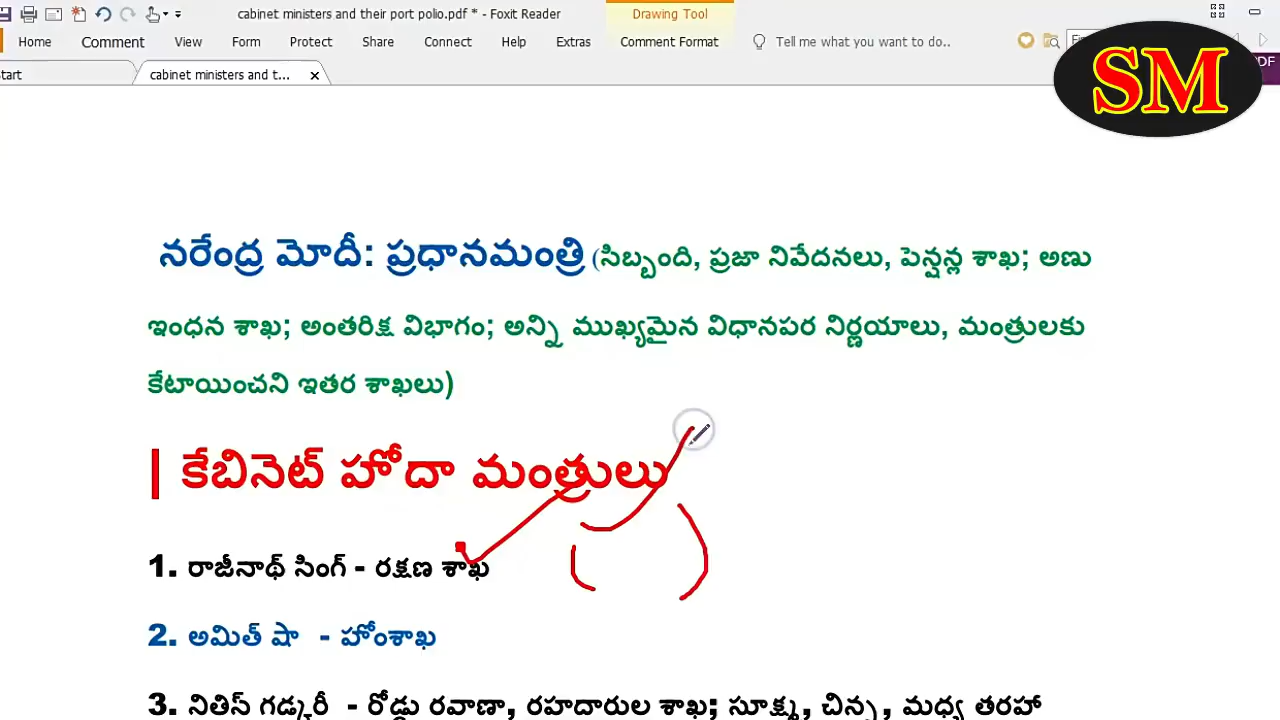 cabinet ministers and their port polio.pdf * - Foxit Reader
Drawing Tool
Home Comment View Form Protect Share Connect Help Extras Comment Format Tell me what you want to do..
SM
PDF
tart
cabinet ministers and t...
నరేంద్ర మోదీ: ప్రధానమంత్రి (సిబ్బంది, ప్రజా నివేదనలు, పెన్షన్ల శాఖ; అణు
ఇంధన శాఖ; అంతరిక్ష విభాగం; అన్ని ముఖ్యమైన విధానపర నిర్ణయాలు, మంత్రులకు
కేటాయించని ఇతర శాఖలు)
| కేబినెట్ హోదా మంత్రులు
1. రాజీనాథ్ సింగ్ - రక్షణ శాఖ
2. అమిత్ షా - హోంశాఖ
3. నితిన్ గడ్కరీ - రోడ్డు రవాణా, రహదారుల శాఖ; సూక్ష్మ, చిన్న, మధ్య తరహా